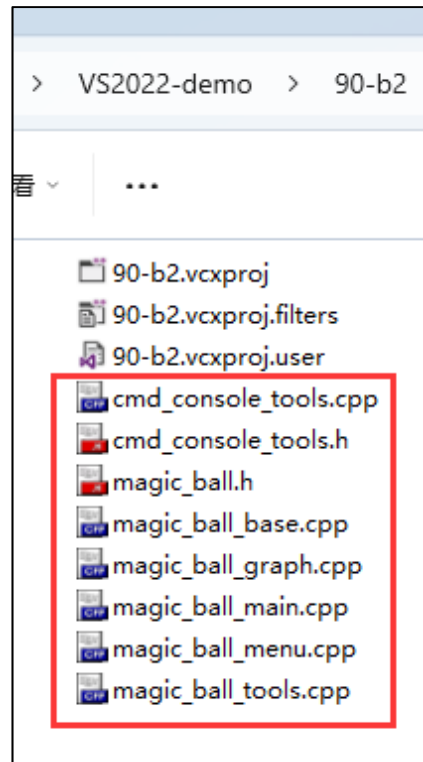 > VS2022-demo > 90-b2
看 ...
90-b2.vcxproj
90-b2.vcxproj.filters
90-b2.vcxproj.user
cmd_console_tools.cpp
cmd_console_tools.h
magic_ball.h
magic_ball_base.cpp
magic_ball_graph.cpp
magic_ball_main.cpp
magic_ball_menu.cpp
magic_ball_tools.cpp